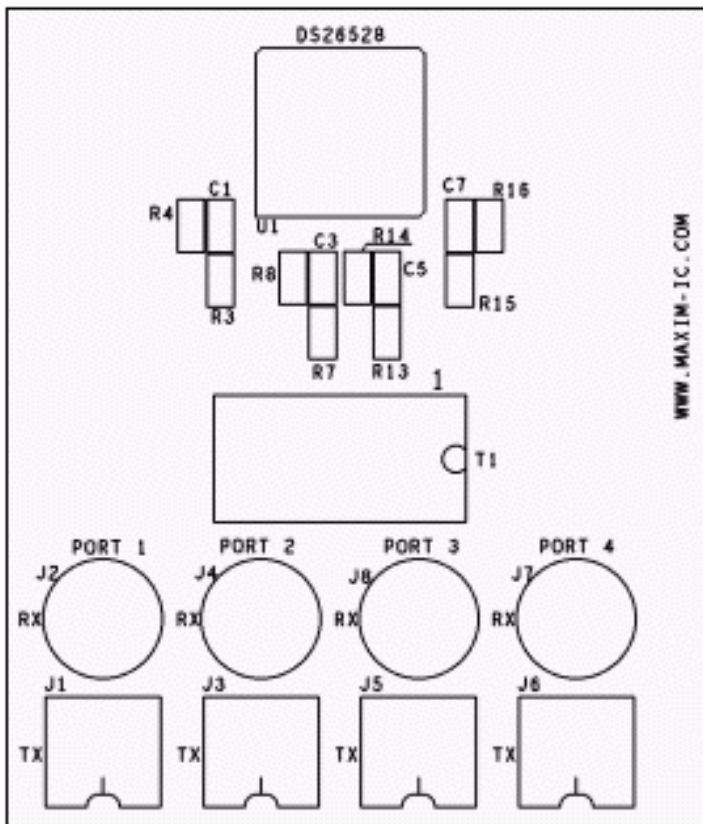 DS26528
C1
C7
R16
R4
U1
C3
R14
R8
C5
R3
R15
R7
R13
1
T1
WWW.MAXIM-IC.COM
PORT 1
PORT 2
PORT 3
PORT 4
J2
J4
J8
J7
RX
RX
RX
RX
J1
J3
J5
J6
TX
TX
TX
TX